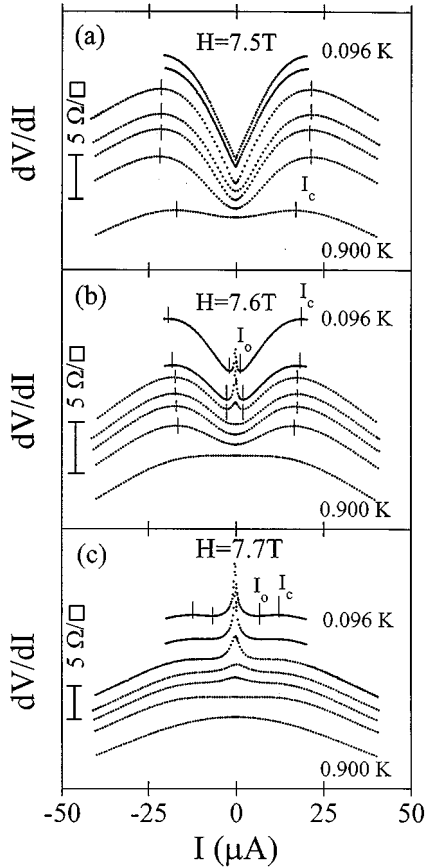 (a)
H=7.5T
0.096 K
dV/dI
5 Ω/□
I_c
0.900 K
(b)
H=7.6T
I_c
0.096 K
I_o
dV/dI
5 Ω/□
0.900 K
(c)
H=7.7T
I_o I_c
0.096 K
dV/dI
5 Ω/□
0.900 K
-50 -25 0 25 50
I (μA)